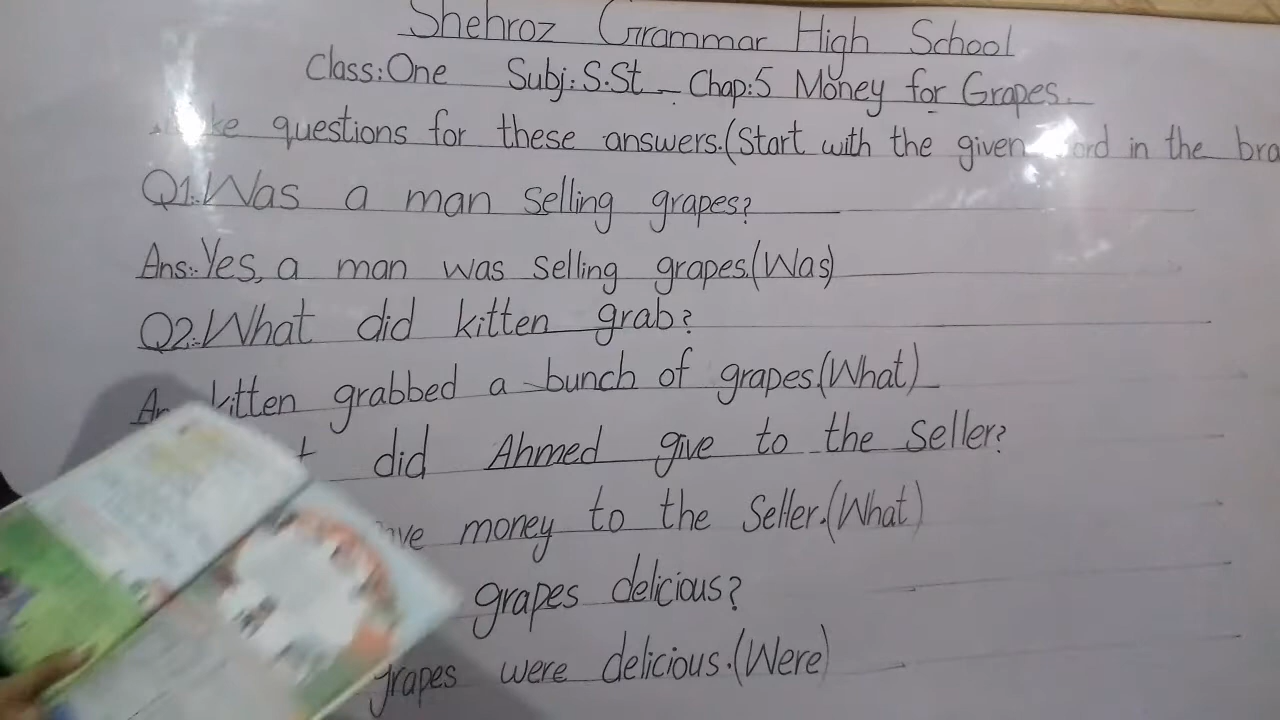 Shehroz Grammar High School
Class:One Subj:S.St Chap:5 Money for Grapes.
questions for these answers.(Start with the given in the
Q1.Was a man selling grapes?
Ans:Yes, a man was selling grapes.(Was)
Q2.What did kitten grab?
kitten grabbed a bunch of grapes.(What)
did Ahmed give to the seller?
money to the seller.(What)
grapes delicious?
grapes were delicious.(Were)